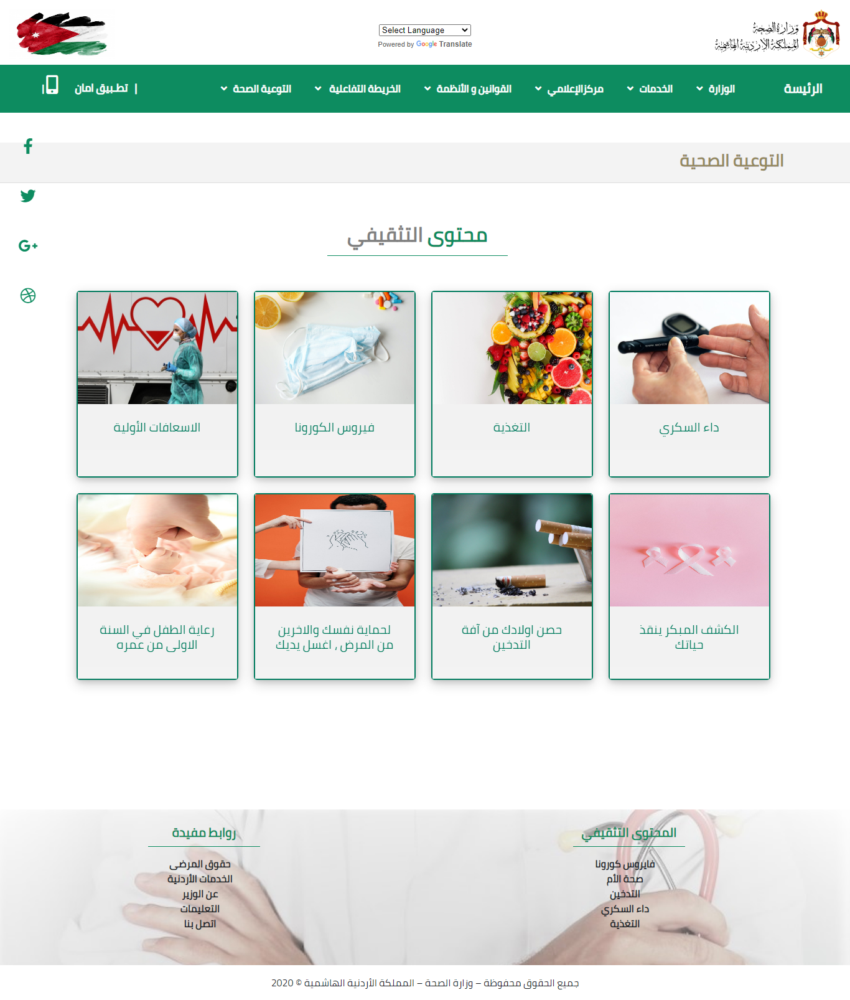 وزارة الصحة
المملكة الأردنية الهاشمية
Select Language
Powered by Google Translate
الرئيسة
الوزارة
الخدمات
مركزالإعلامي
القوانين و الأنظمة
الخريطة التفاعلية
التوعية الصحة
| تطـبيق امان
|
التوعية الصحية
محتوى التثقيفي
داء السكري
التغذية
فيروس الكورونا
الاسعافات الأولية
الكشف المبكر ينقذ
حياتك
حصن اولادك من آفة
التدخين
لحماية نفسك والاخرين
من المرض ، اغسل يديك
رعاية الطفل في السنة
الاولى من عمره
المحتوى التثقيفي
فايروس كورونا
صحة الأم
التدخين
داء السكري
التغذية
روابط مفيدة
حقوق المرضى
الخدمات الأردنية
عن الوزير
التعليمات
اتصل بنا
جميع الحقوق محفوظة – وزارة الصحة – المملكة الأردنية الهاشمية © 2020